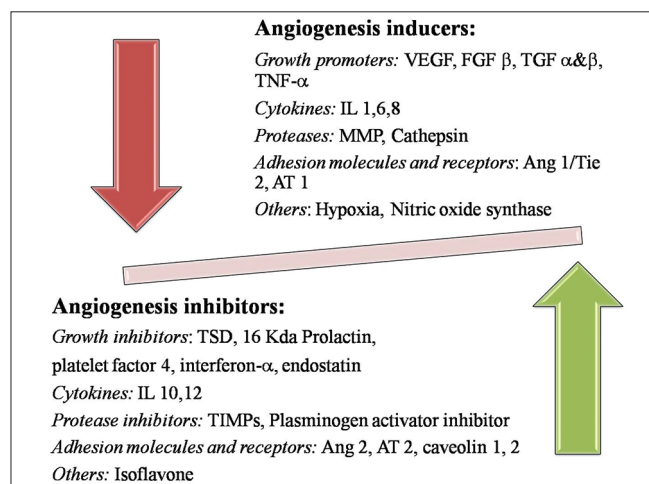 Angiogenesis inducers:
Growth promoters: VEGF, FGF β, TGF α&β,
TNF-α
Cytokines: IL 1,6,8
Proteases: MMP, Cathepsin
Adhesion molecules and receptors: Ang 1/Tie
2, AT 1
Others: Hypoxia, Nitric oxide synthase
Angiogenesis inhibitors:
Growth inhibitors: TSD, 16 Kda Prolactin,
platelet factor 4, interferon-α, endostatin
Cytokines: IL 10,12
Protease inhibitors: TIMPs, Plasminogen activator inhibitor
Adhesion molecules and receptors: Ang 2, AT 2, caveolin 1, 2
Others: Isoflavone